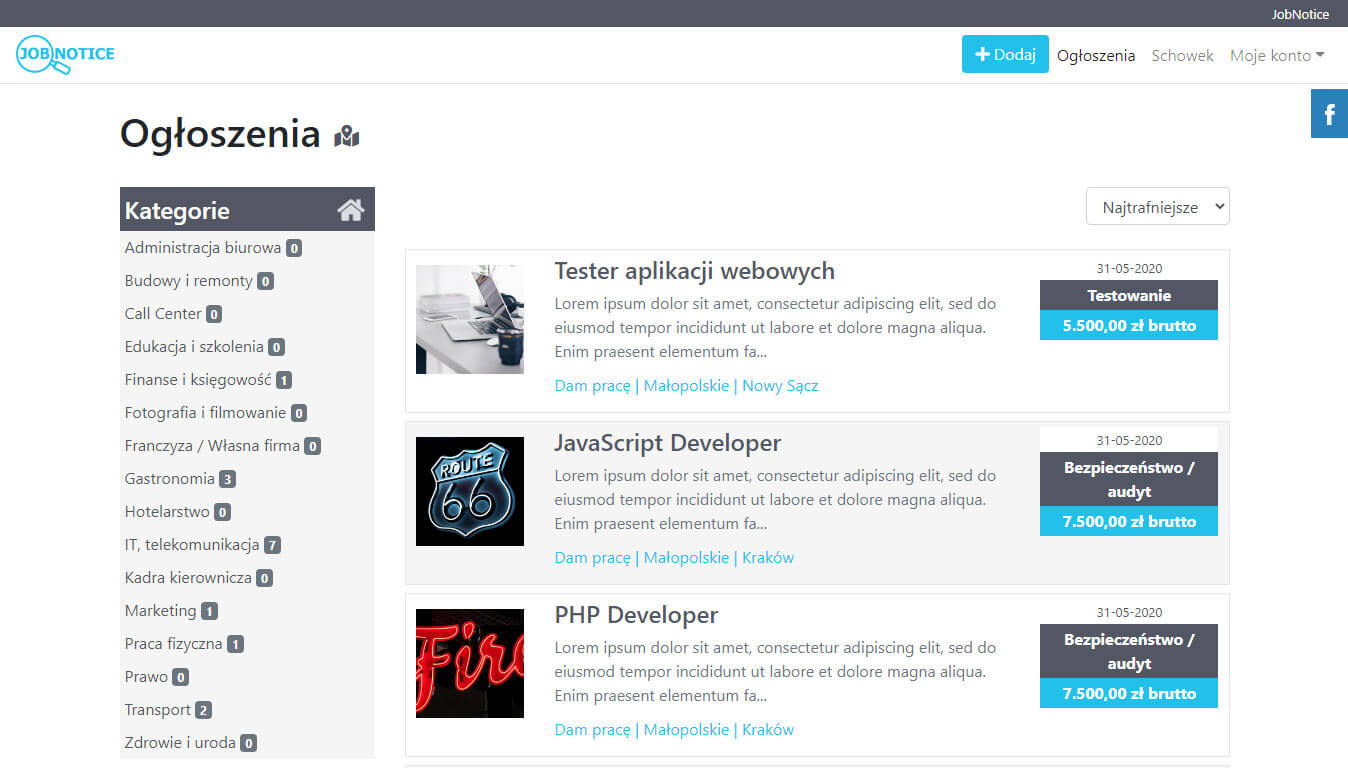 JobNotice
JOB NOTICE
Dodaj
Ogłoszenia
Schowek
Moje konto
f
Ogłoszenia
Kategorie
Administracja biurowa 0
Budowy i remonty 0
Call Center 0
Edukacja i szkolenia 0
Finanse i księgowość 1
Fotografia i filmowanie 0
Franczyza / Własna firma 0
Gastronomia 3
Hotelarstwo 0
IT, telekomunikacja 7
Kadra kierownicza 0
Marketing 1
Praca fizyczna 1
Prawo 0
Transport 2
Zdrowie i uroda 0
Najtrafniejsze
Tester aplikacji webowych
Lorem ipsum dolor sit amet, consectetur adipiscing elit, sed do
eiusmod tempor incididunt ut labore et dolore magna aliqua.
Enim praesent elementum fa...
Dam pracę | Małopolskie | Nowy Sącz
31-05-2020
Testowanie
5.500,00 zł brutto
ROUTE
66
JavaScript Developer
Lorem ipsum dolor sit amet, consectetur adipiscing elit, sed do
eiusmod tempor incididunt ut labore et dolore magna aliqua.
Enim praesent elementum fa...
Dam pracę | Małopolskie | Kraków
31-05-2020
Bezpieczeństwo /
audyt
7.500,00 zł brutto
PHP Developer
Lorem ipsum dolor sit amet, consectetur adipiscing elit, sed do
eiusmod tempor incididunt ut labore et dolore magna aliqua.
Enim praesent elementum fa...
Dam pracę | Małopolskie | Kraków
31-05-2020
Bezpieczeństwo /
audyt
7.500,00 zł brutto